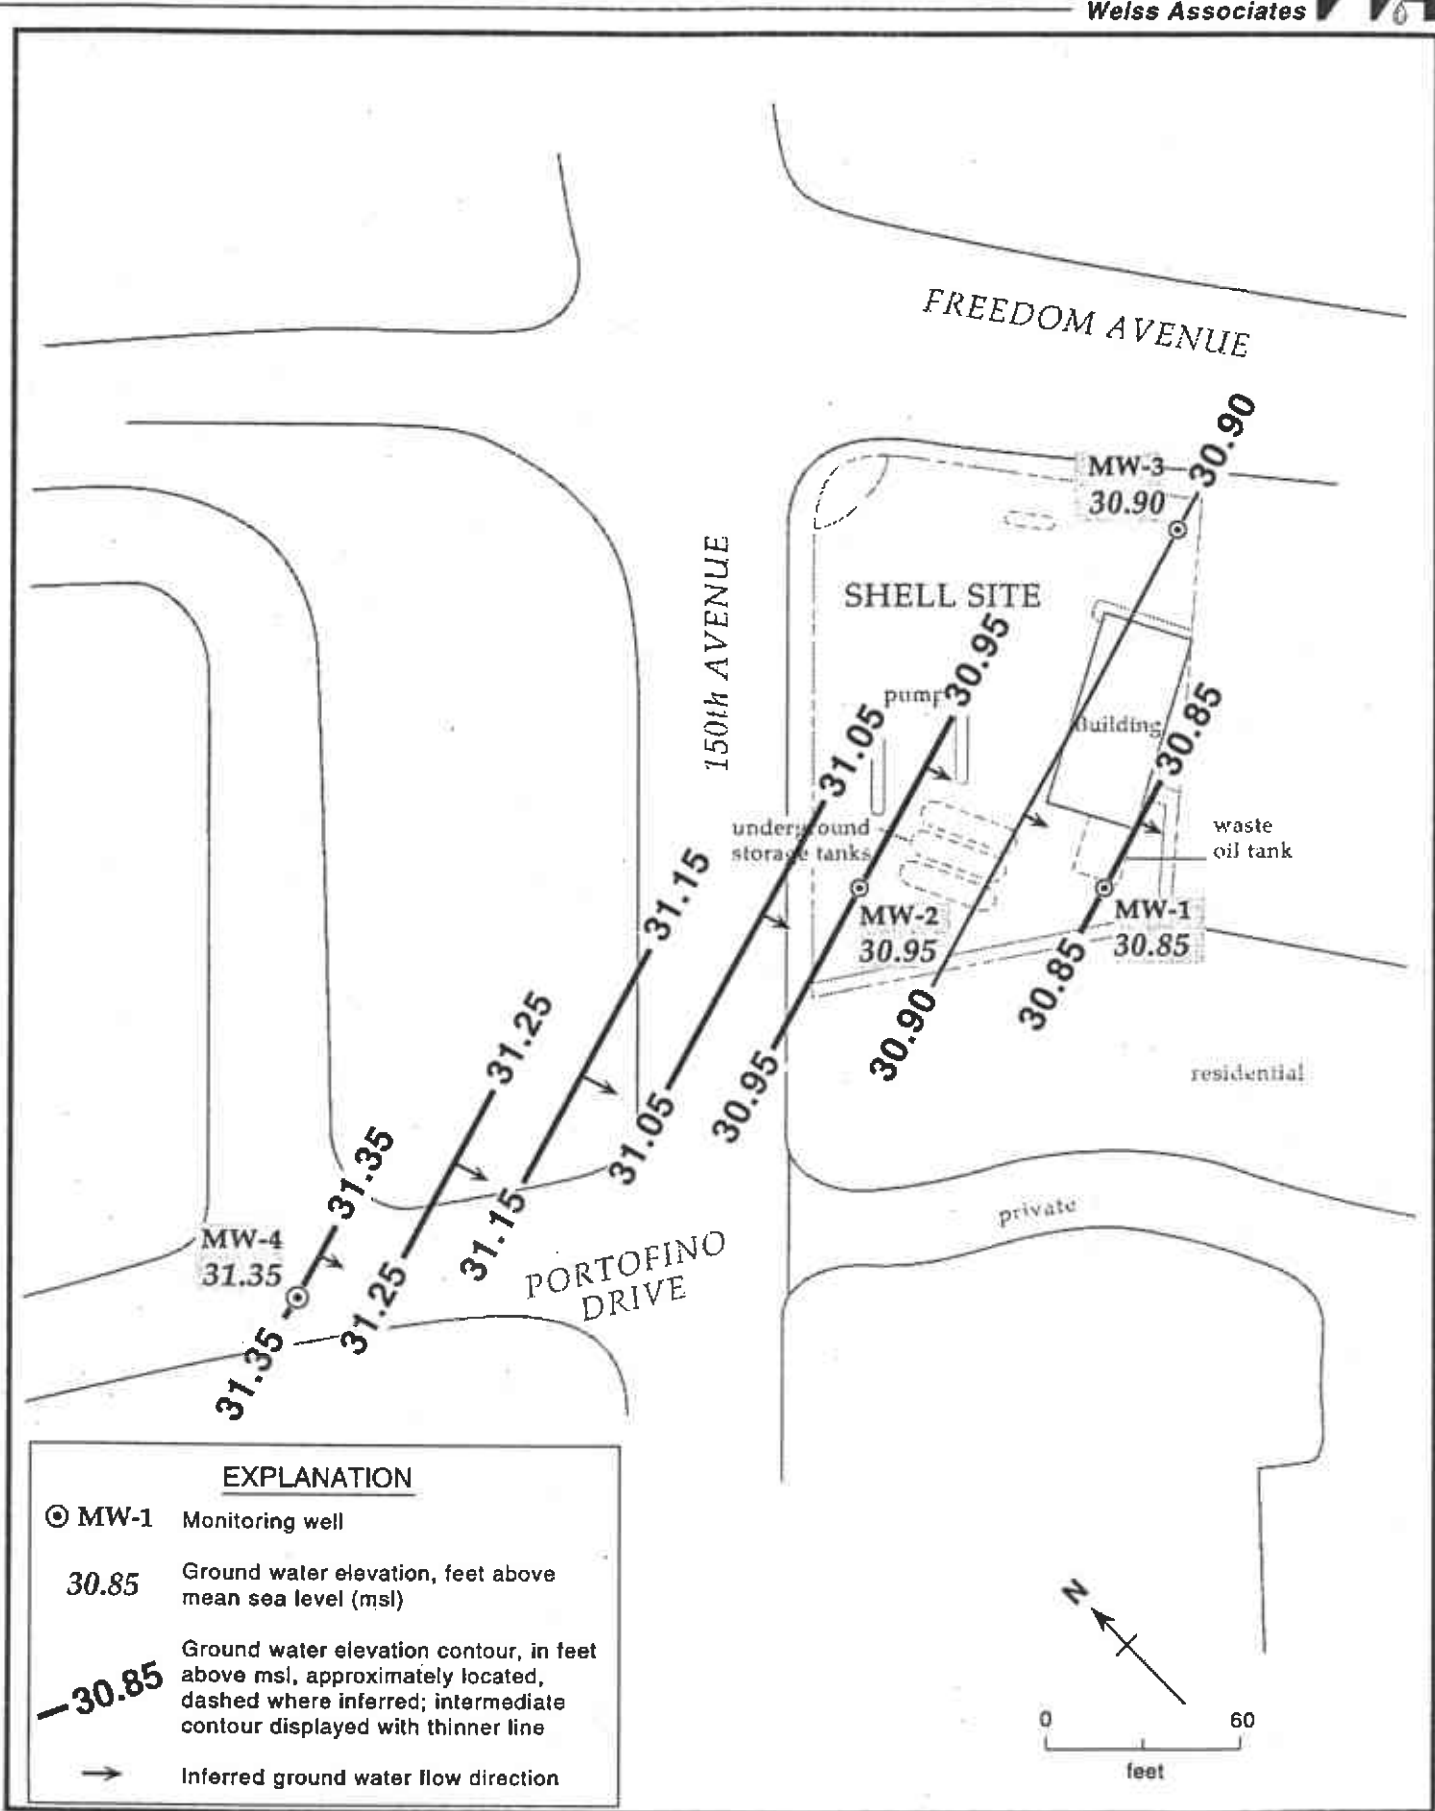 Weiss Associates
FREEDOM AVENUE
30.90
MW-3
30.90
150th AVENUE
SHELL SITE
30.95
pump
31.05
Building
30.85
underground
storage tanks
waste
oil tank
31.15
MW-2
30.95
MW-1
30.85
30.85
31.25
30.90
30.95
residential
31.05
31.35
31.15
private
MW-4
31.35
31.25
PORTOFINO
DRIVE
31.35
EXPLANATION
MW-1 Monitoring well
30.85 Ground water elevation, feet above
mean sea level (msl)
30.85 Ground water elevation contour, in feet
above msl, approximately located,
dashed where inferred; intermediate
contour displayed with thinner line
Inferred ground water flow direction
N
0 60
feet